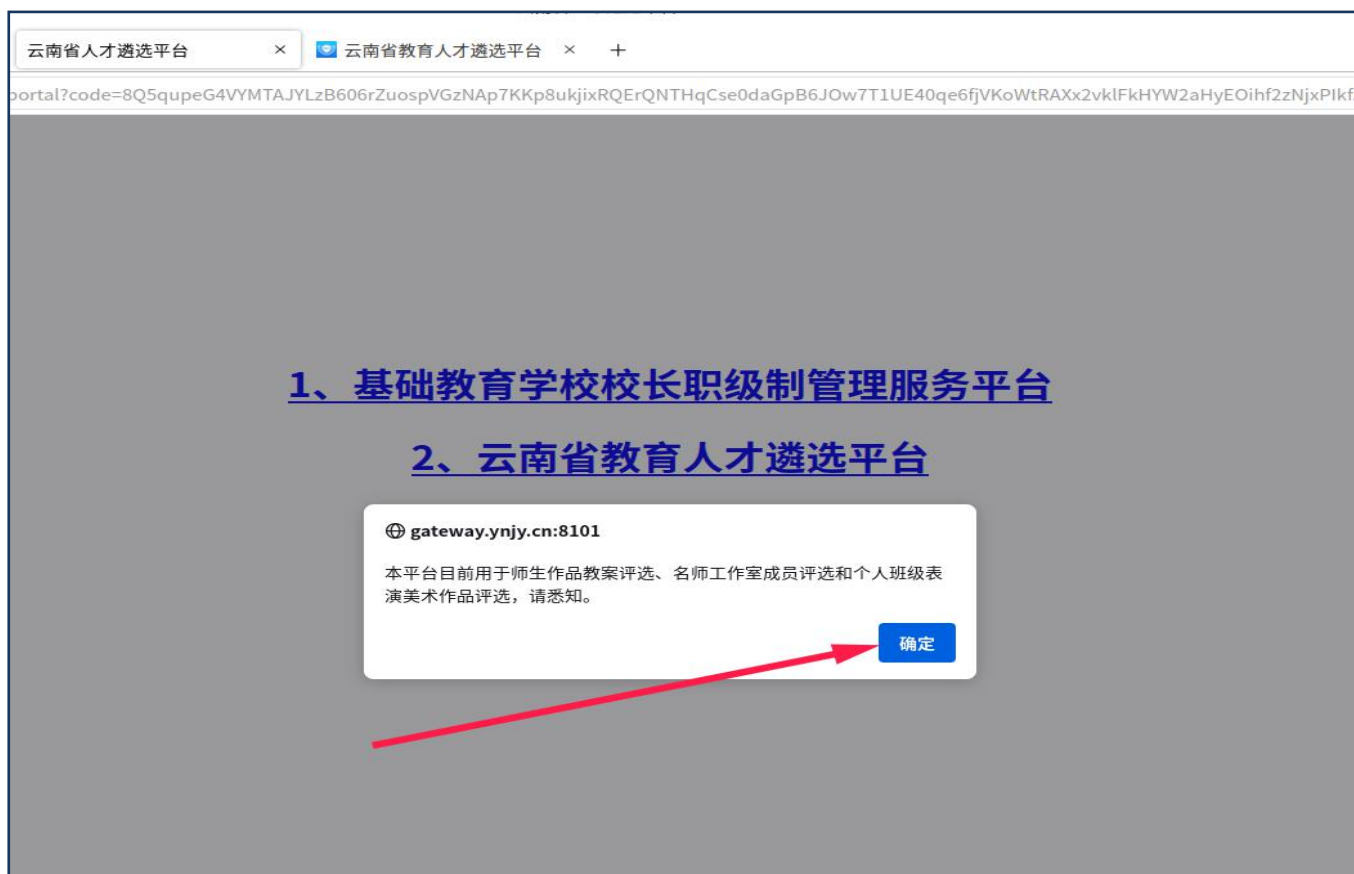 云南省人才遴选平台 ×
云南省教育人才遴选平台 × +
portal?code=8Q5qupeG4VYMTAJYLzB606rZuospVGzNAp7KKp8ukjixRQErQNTHqCse0daGpB6JOw7T1UE40qe6fjVKoWtRAXx2vklFkHYW2aHyEOihf2zNjxPIkf
1、基础教育学校校长职级制管理服务平台
2、云南省教育人才遴选平台
gateway.ynjy.cn:8101
本平台目前用于师生作品教案评选、名师工作室成员评选和个人班级表
演美术作品评选，请悉知。
确定